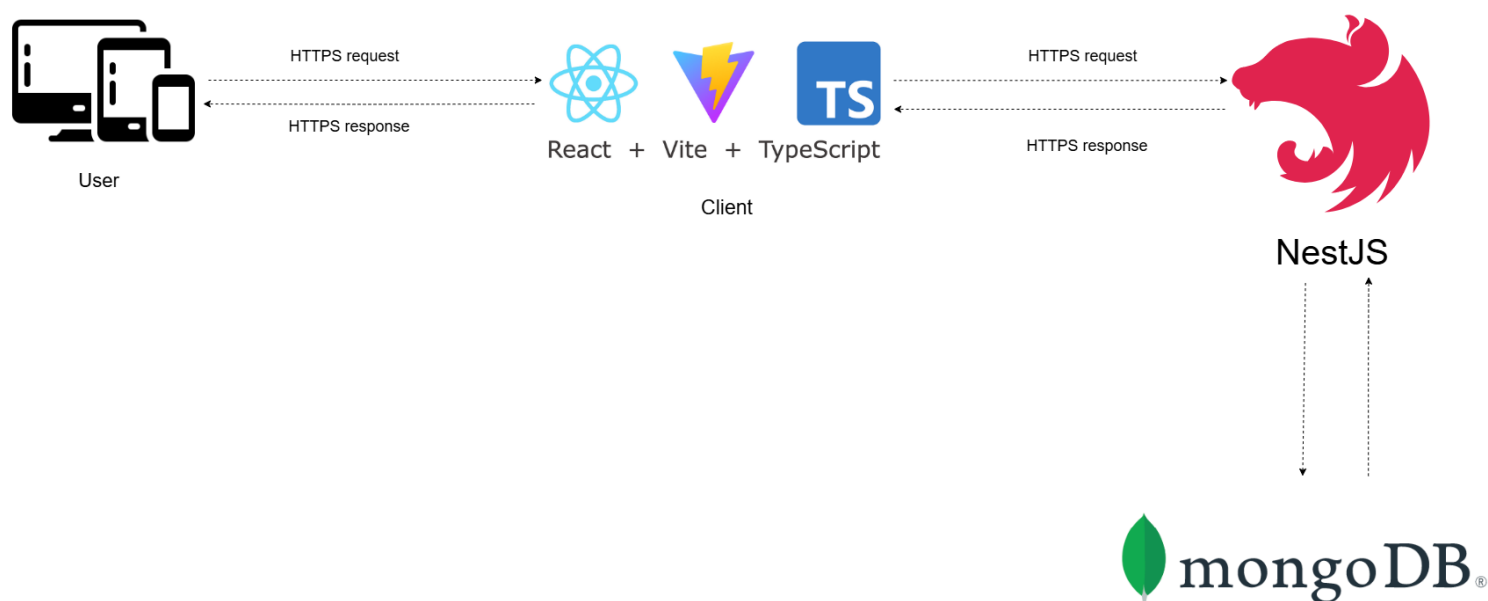 HTTPS request
HTTPS response
User
TS
React + Vite + TypeScript
Client
HTTPS request
HTTPS response
NestJS
mongoDB®